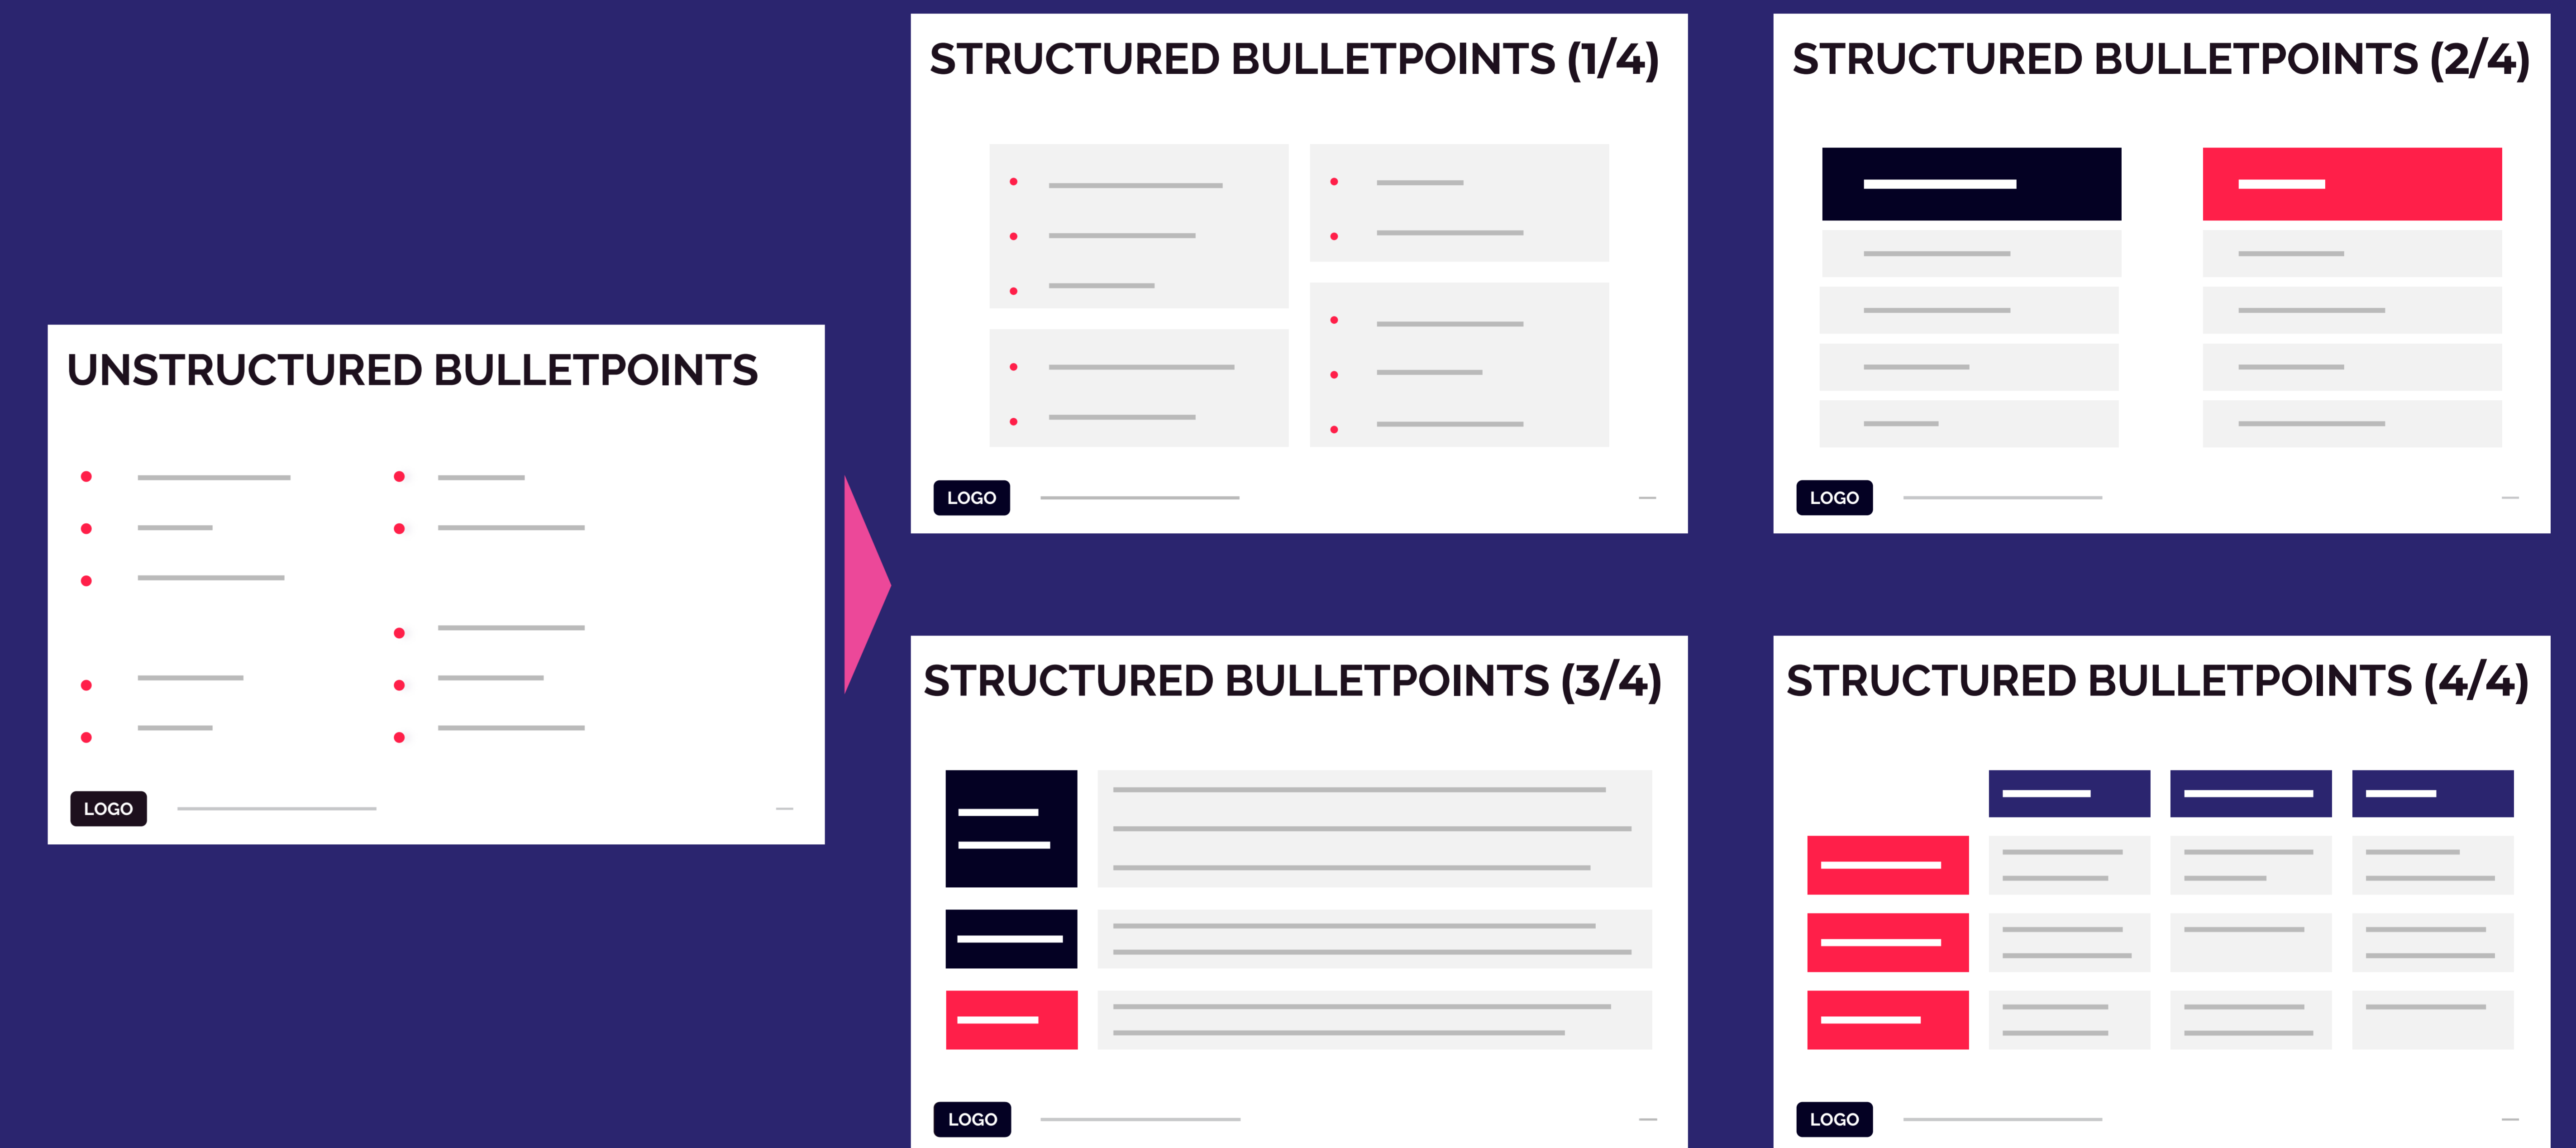 UNSTRUCTURED BULLETPOINTS
LOGO
STRUCTURED BULLETPOINTS (1/4)
LOGO
STRUCTURED BULLETPOINTS (2/4)
LOGO
STRUCTURED BULLETPOINTS (3/4)
LOGO
STRUCTURED BULLETPOINTS (4/4)
LOGO